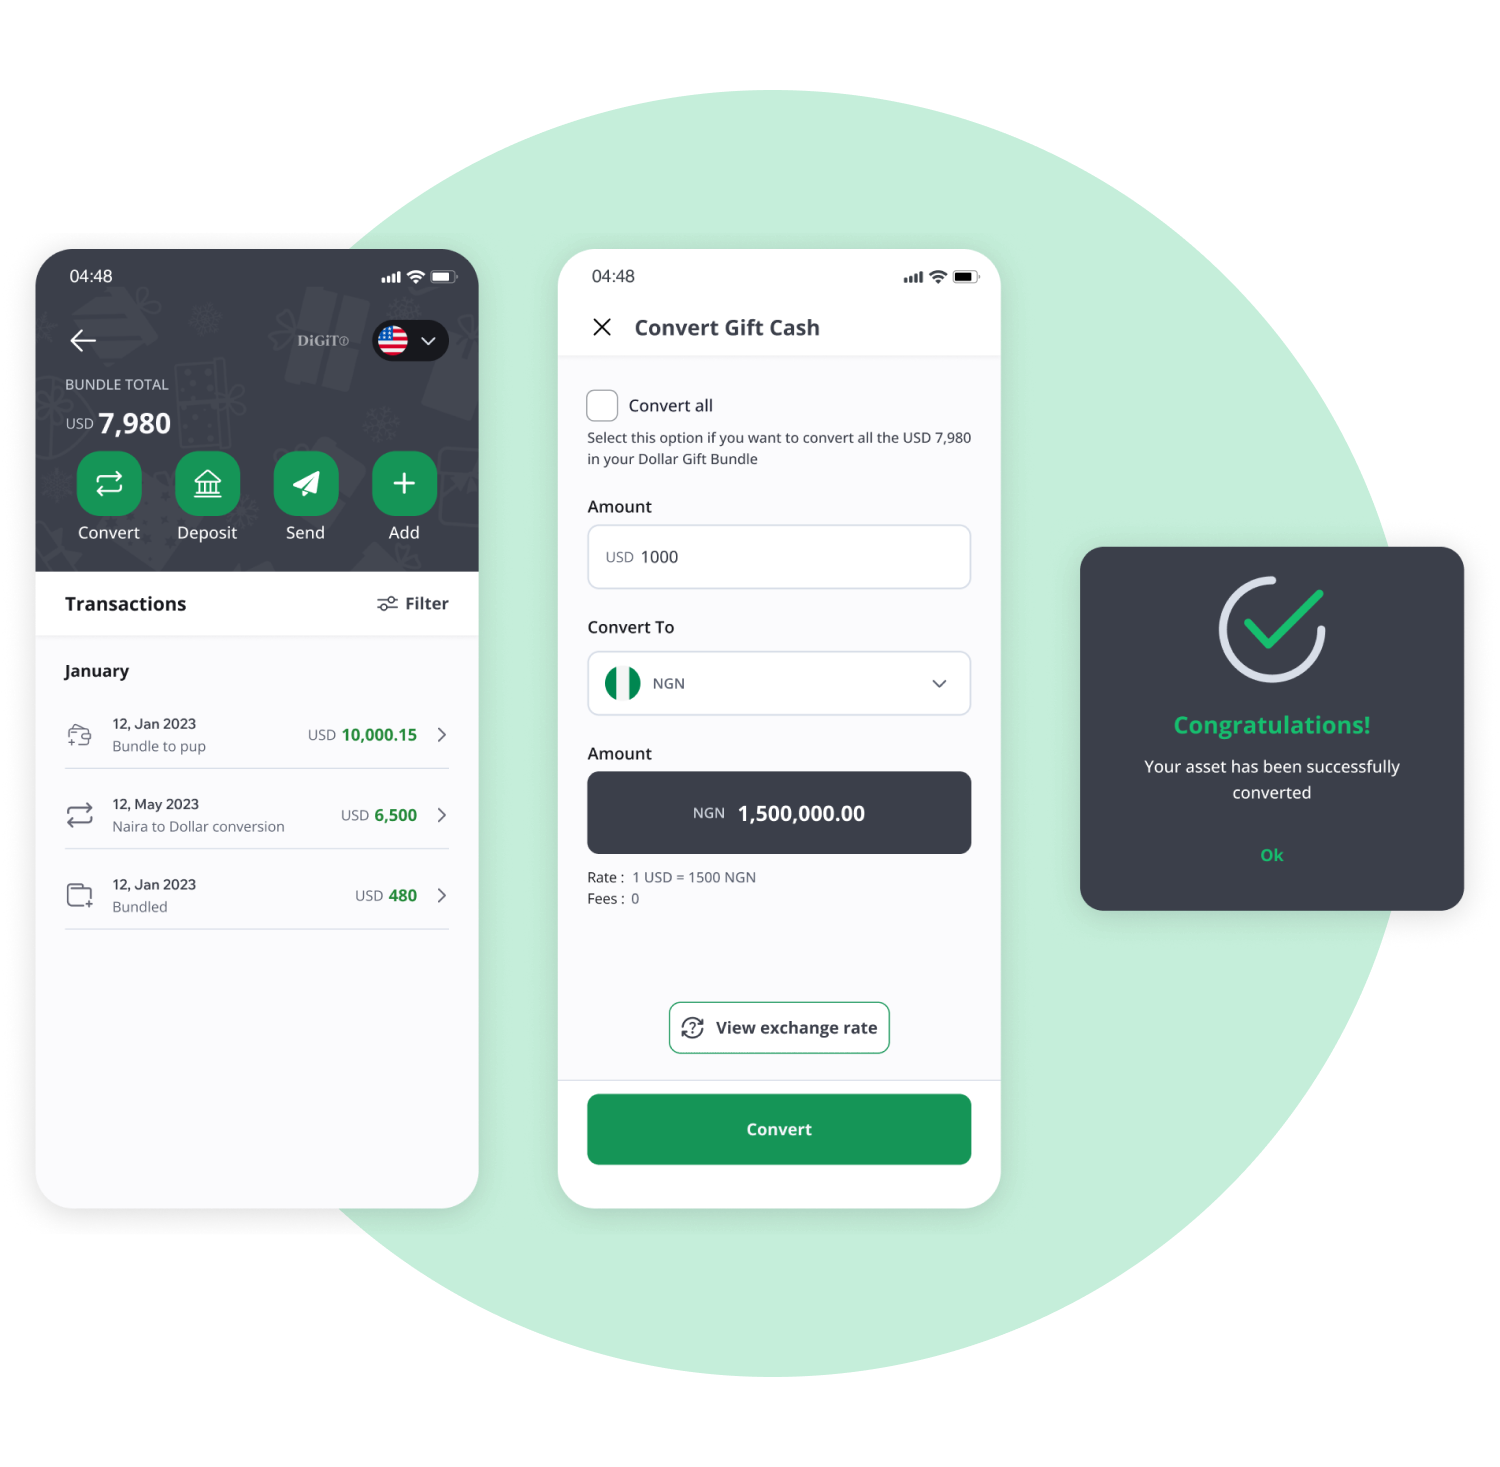 04:48
DiGiT
BUNDLE TOTAL
USD 7,980
Convert Deposit Send Add
Transactions
Filter
January
12, Jan 2023
Bundle to pup
USD 10,000.15
12, May 2023
Naira to Dollar conversion
USD 6,500
12, Jan 2023
Bundled
USD 480
04:48
Convert Gift Cash
Convert all
Select this option if you want to convert all the USD 7,980
in your Dollar Gift Bundle
Amount
USD 1000
Convert To
NGN
Amount
NGN 1,500,000.00
Rate : 1 USD = 1500 NGN
Fees : 0
View exchange rate
Convert
Congratulations!
Your asset has been successfully
converted
Ok